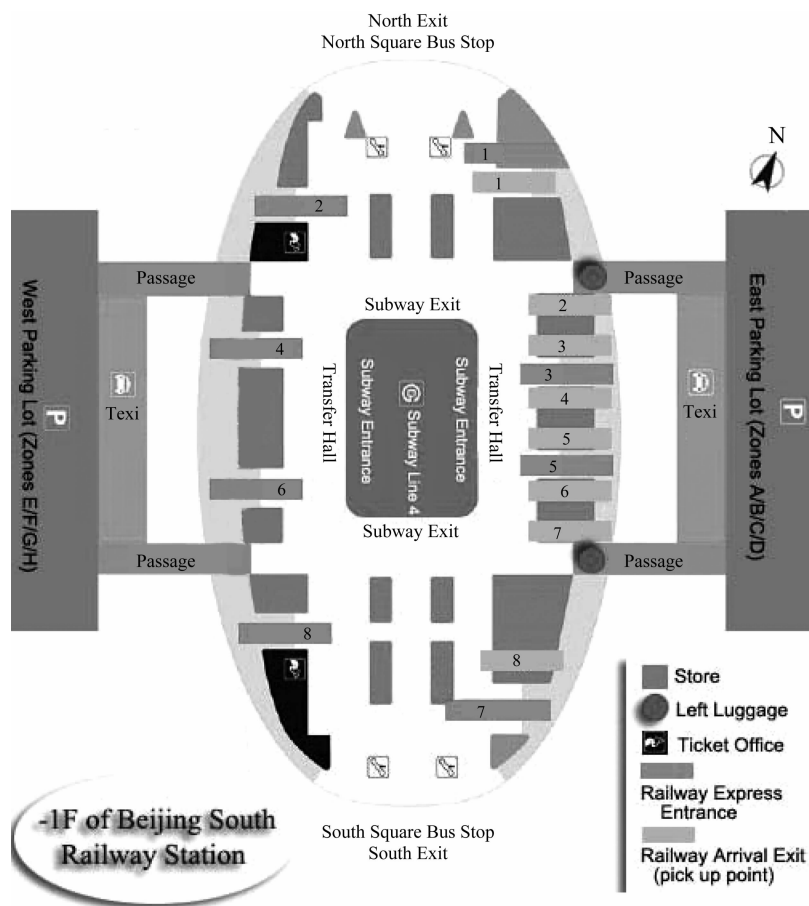 North Exit
North Square Bus Stop
N
1
1
2
Passage
Passage
Subway Exit
2
3
3
4
4
5
5
6
6
7
West Parking Lot (Zones E/F/G/H)
P
Texi
Transfer Hall
Subway Entrance
Subway Line 4
Subway Entrance
Transfer Hall
Texi
P
East Parking Lot (Zones A/B/C/D)
Subway Exit
Passage
Passage
8
8
7
Store
Left Luggage
Ticket Office
Railway Express
Entrance
Railway Arrival Exit
(pick up point)
-1F of Beijing South
Railway Station
South Square Bus Stop
South Exit